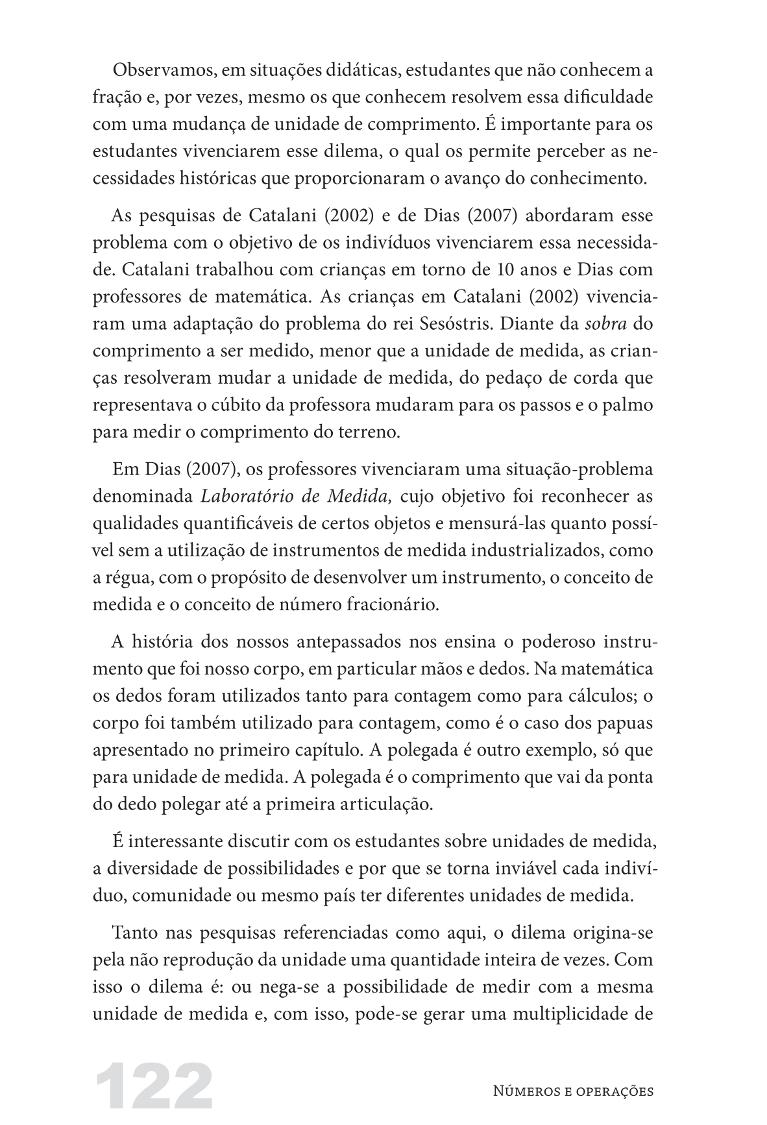 Observamos, em situações didáticas, estudantes que não conhecem a
fração e, por vezes, mesmo os que conhecem resolvem essa dificuldade
com uma mudança de unidade de comprimento. É importante para os
estudantes vivenciarem esse dilema, o qual os permite perceber as ne-
cessidades históricas que proporcionaram o avanço do conhecimento.
As pesquisas de Catalani (2002) e de Dias (2007) abordaram esse
problema com o objetivo de os indivíduos vivenciarem essa necessida-
de. Catalani trabalhou com crianças em torno de 10 anos e Dias com
professores de matemática. As crianças em Catalani (2002) vivencia-
ram uma adaptação do problema do rei Sesóstris. Diante da sobra do
comprimento a ser medido, menor que a unidade de medida, as crian-
ças resolveram mudar a unidade de medida, do pedaço de corda que
representava o cúbito da professora mudaram para os passos e o palmo
para medir o comprimento do terreno.
Em Dias (2007), os professores vivenciaram uma situação-problema
denominada Laboratório de Medida, cujo objetivo foi reconhecer as
qualidades quantificáveis de certos objetos e mensurá-las quanto possí-
vel sem a utilização de instrumentos de medida industrializados, como
a régua, com o propósito de desenvolver um instrumento, o conceito de
medida e o conceito de número fracionário.
A história dos nossos antepassados nos ensina o poderoso instru-
mento que foi nosso corpo, em particular mãos e dedos. Na matemática
os dedos foram utilizados tanto para contagem como para cálculos; o
corpo foi também utilizado para contagem, como é o caso dos papuas
apresentado no primeiro capítulo. A polegada é outro exemplo, só que
para unidade de medida. A polegada é o comprimento que vai da ponta
do dedo polegar até a primeira articulação.
É interessante discutir com os estudantes sobre unidades de medida,
a diversidade de possibilidades e por que se torna inviável cada indiví-
duo, comunidade ou mesmo país ter diferentes unidades de medida.
Tanto nas pesquisas referenciadas como aqui, o dilema origina-se
pela não reprodução da unidade uma quantidade inteira de vezes. Com
isso o dilema é: ou nega-se a possibilidade de medir com a mesma
unidade de medida e, com isso, pode-se gerar uma multiplicidade de
122
Números e operações